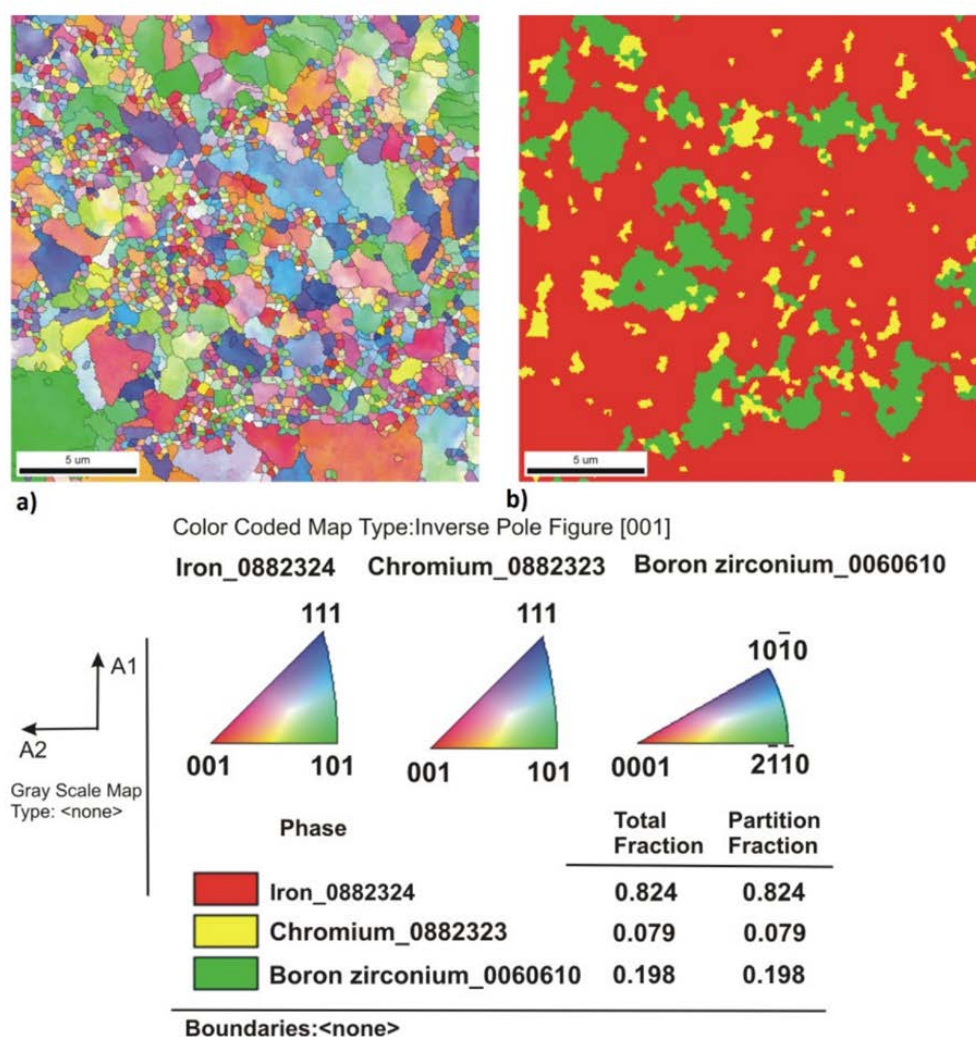 5 um
5 um
a)
b)
Color Coded Map Type:Inverse Pole Figure [001]
Iron_0882324 Chromium_0882323 Boron zirconium_0060610
111 111 101̅0
A1
A2
001 101 001 101 0001 21̅1̅0
Gray Scale Map
Type: <none>
Phase
Total
Fraction
Partition
Fraction
Iron_0882324 0.824 0.824
Chromium_0882323 0.079 0.079
Boron zirconium_0060610 0.198 0.198
Boundaries:<none>